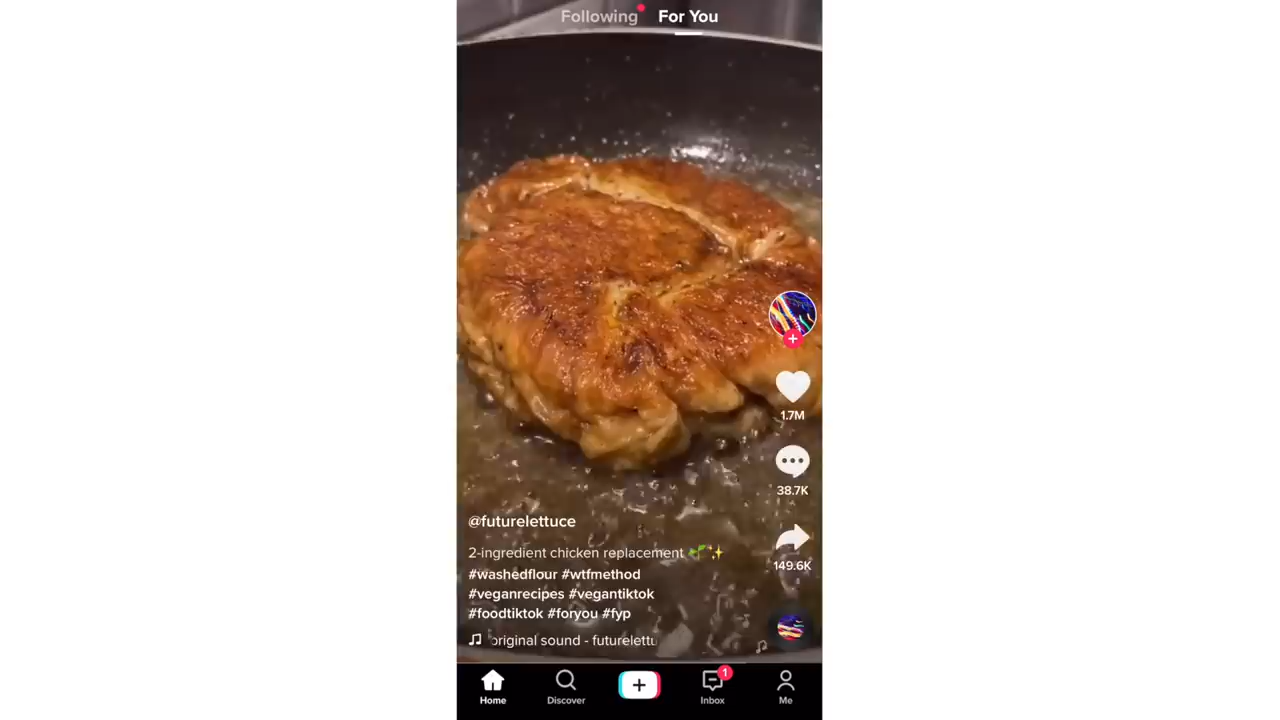 Following For You
1.7M
38.7K
@futurelettuce
2-ingredient chicken replacement 🌱✨
149.6K
#washedflour #wtfmethod
#veganrecipes #vegantiktok
#foodtiktok #foryou #fyp
original sound - futurelettu
1
Home Discover Inbox Me